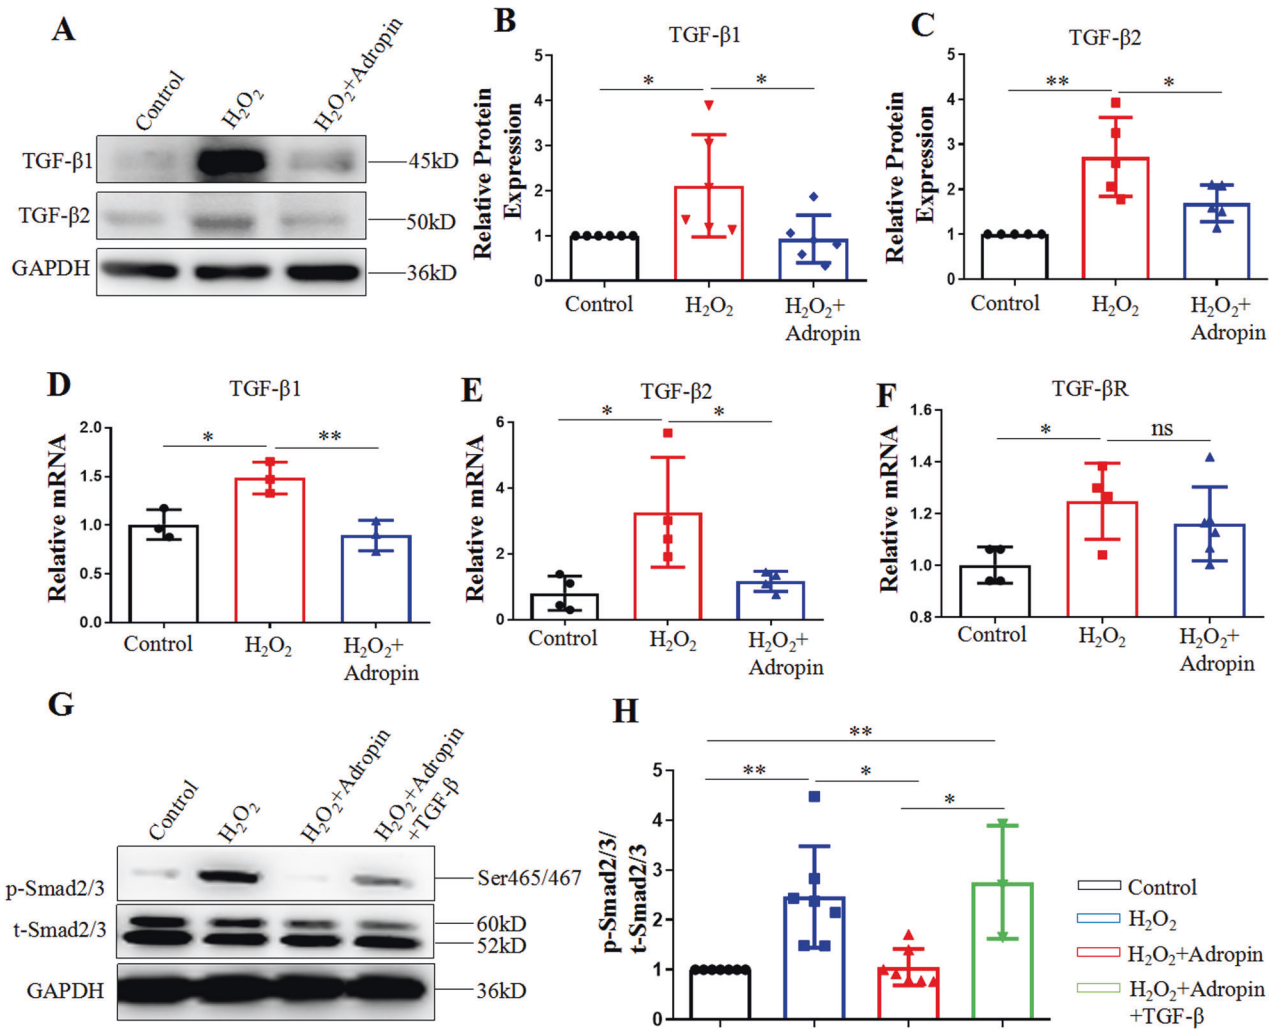 A
Control
H₂O₂
H₂O₂+Adropin
TGF-β1
45kD
TGF-β2
50kD
GAPDH
36kD
B
TGF-β1
Relative Protein
Expression
5
4
3
2
1
0
*
*
Control
H₂O₂
H₂O₂+
Adropin
C
TGF-β2
Relative Protein
Expression
5
4
3
2
1
0
**
*
Control
H₂O₂
H₂O₂+
Adropin
D
TGF-β1
Relative mRNA
2.0
1.5
1.0
0.5
0.0
*
**
Control
H₂O₂
H₂O₂+
Adropin
E
TGF-β2
Relative mRNA
6
4
2
0
*
*
Control
H₂O₂
H₂O₂+
Adropin
F
TGF-βR
Relative mRNA
1.6
1.4
1.2
1.0
0.8
*
ns
Control
H₂O₂
H₂O₂+
Adropin
G
Control
H₂O₂
H₂O₂+Adropin
H₂O₂+Adropin
+TGF-β
p-Smad2/3
Ser465/467
t-Smad2/3
60kD
52kD
GAPDH
36kD
H
p-Smad2/3/
t-Smad2/3
5
4
3
2
1
0
**
**
*
*
Control
H₂O₂
H₂O₂+Adropin
H₂O₂+Adropin
+TGF-β